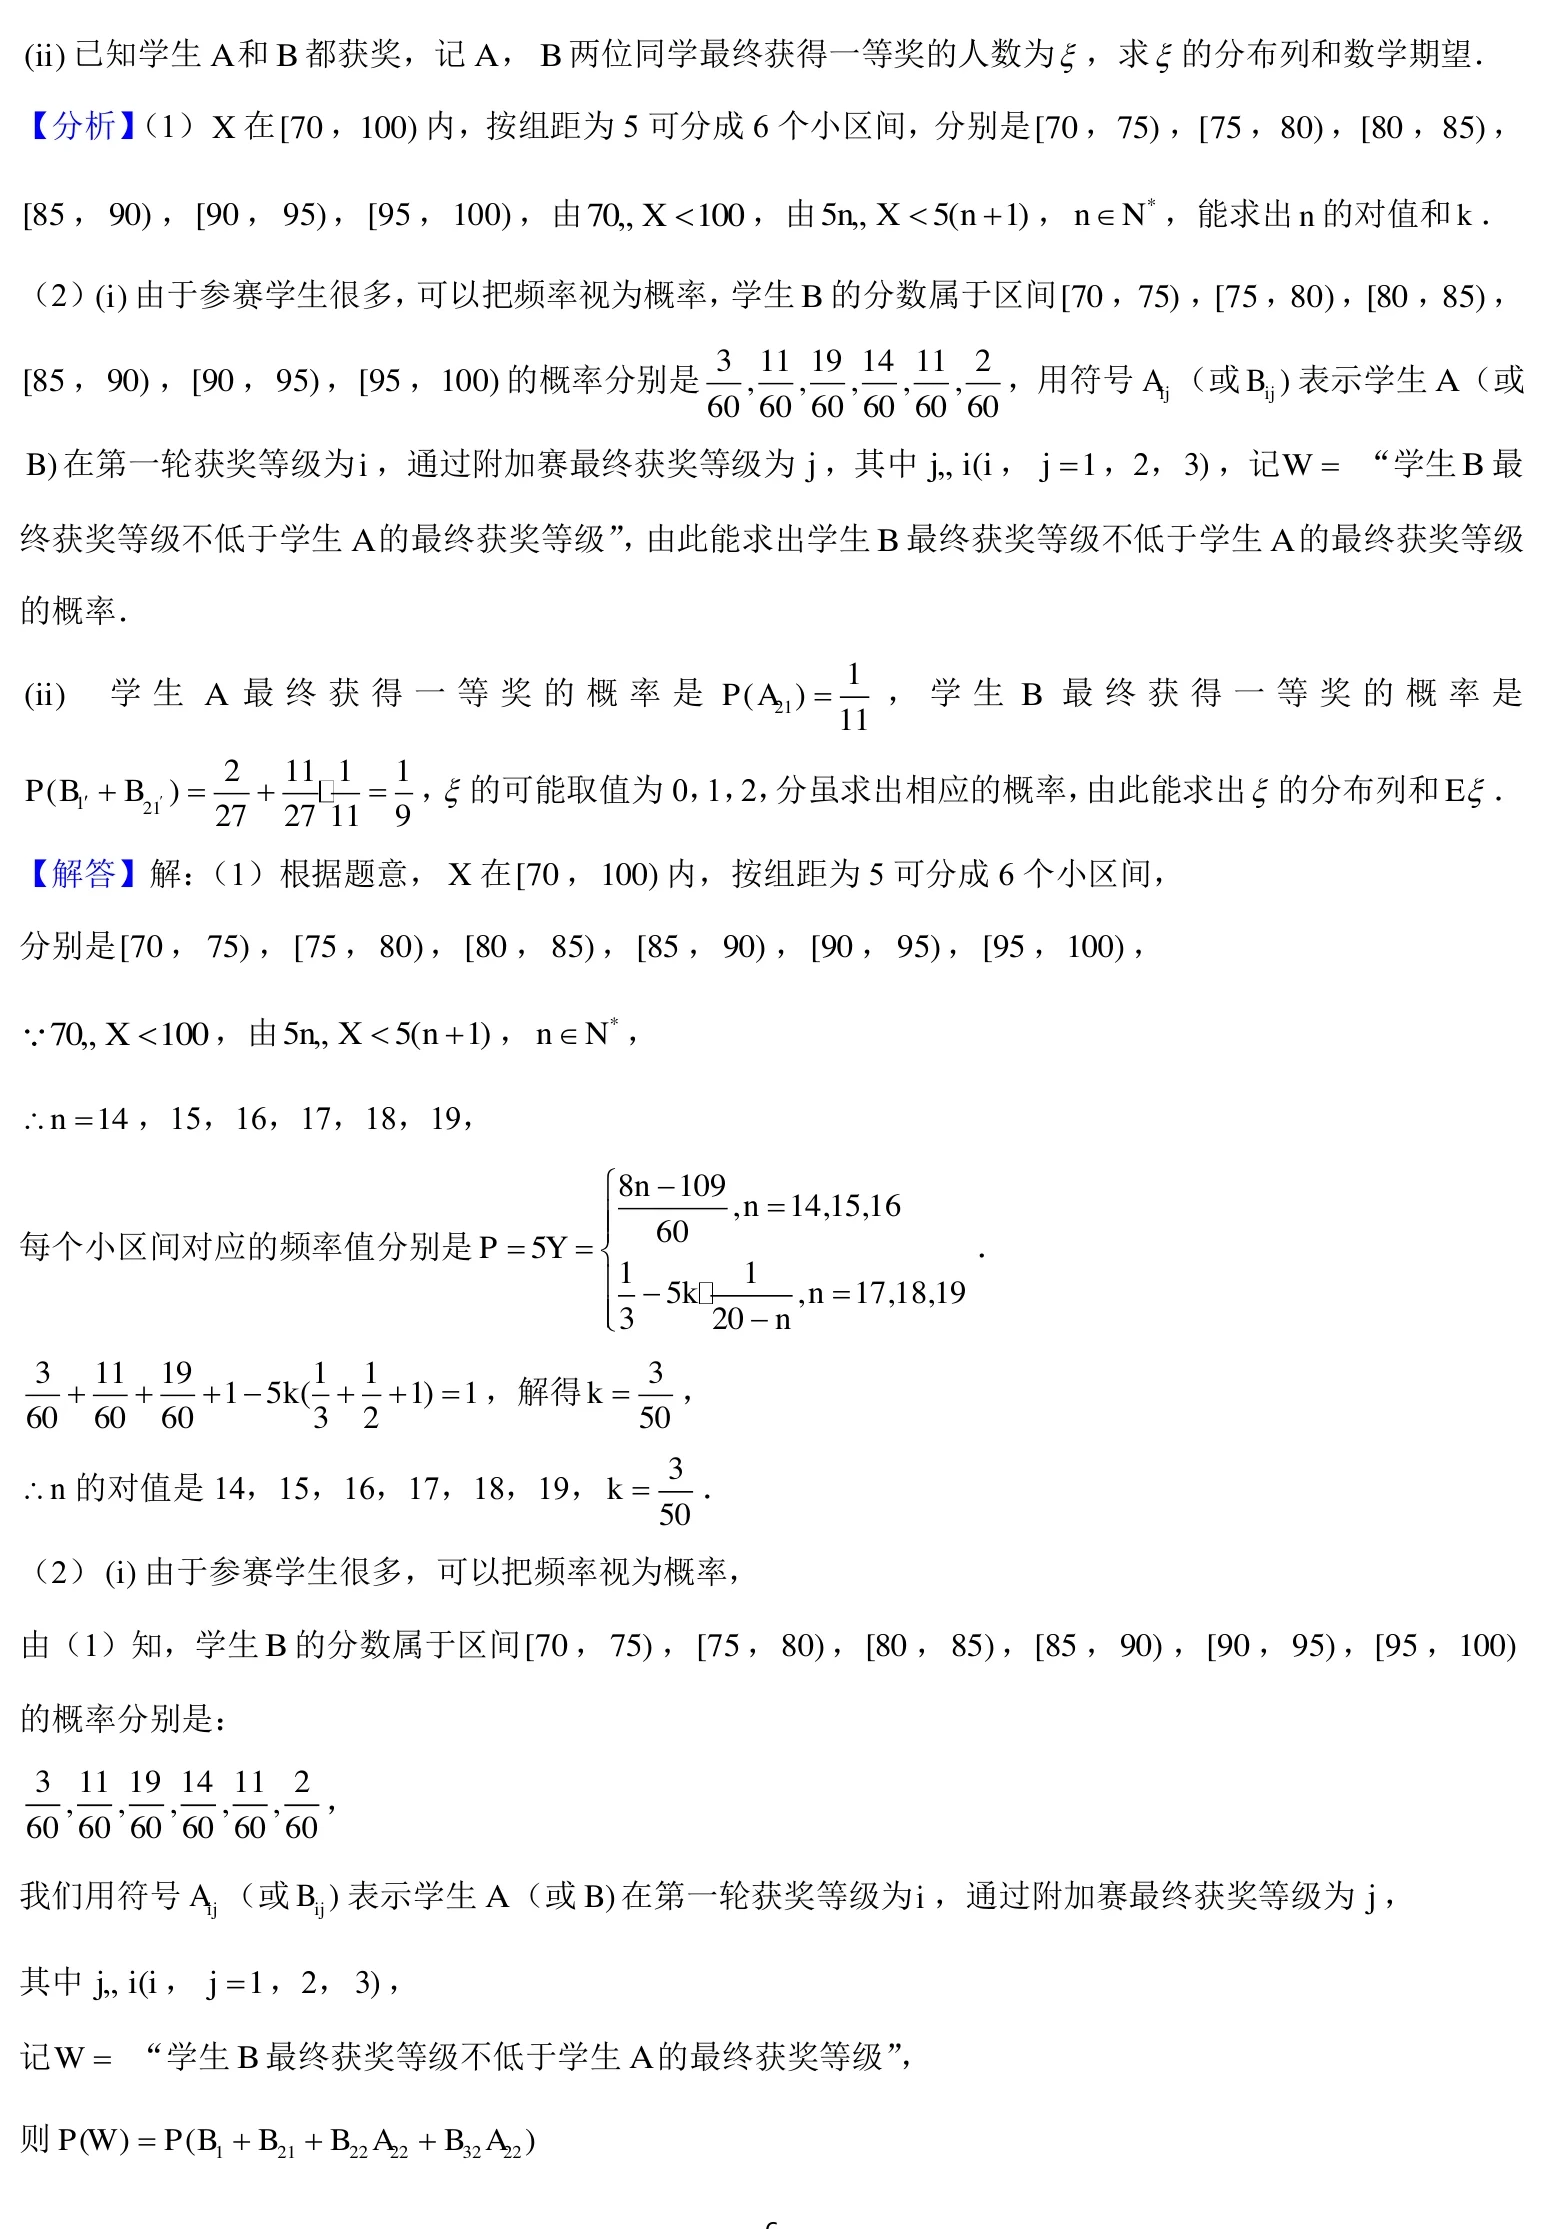 (ii) 已知学生 A和 B 都获奖，记 A， B 两位同学最终获得一等奖的人数为 ξ ，求 ξ 的分布列和数学期望．
【分析】（1） X 在 [70 ，100) 内，按组距为 5 可分成 6 个小区间，分别是 [70 ，75) ，[75 ，80) ，[80 ，85) ，
[85 ，90) ，[90 ，95) ，[95 ，100) ，由 70„ X <100 ，由 5n„ X < 5(n +1) ，n ∈ N* ，能求出 n 的对值和 k ．
（2）(i) 由于参赛学生很多，可以把频率视为概率，学生 B 的分数属于区间 [70 ，75) ，[75 ，80) ，[80 ，85) ，
[85 ，90) ，[90 ，95) ，[95 ，100) 的概率分别是 3/60 , 11/60 , 19/60 , 14/60 , 11/60 , 2/60 ，用符号 Aij （或 Bij ) 表示学生 A（或
B) 在第一轮获奖等级为 i ，通过附加赛最终获奖等级为 j ，其中 j„ i(i ， j =1，2，3) ，记 W = “学生 B 最
终获奖等级不低于学生 A的最终获奖等级”，由此能求出学生 B 最终获奖等级不低于学生 A的最终获奖等级
的概率．
(ii) 学生 A 最终获得一等奖的概率是 P(A21) = 1/11 ，学生 B 最终获得一等奖的概率是
P(B1′ + B21′ ) = 2/27 + 11/27 □ 1/11 = 1/9 ，ξ 的可能取值为 0，1，2，分虽求出相应的概率，由此能求出 ξ 的分布列和 Eξ ．
【解答】解：（1）根据题意， X 在 [70 ，100) 内，按组距为 5 可分成 6 个小区间，
分别是 [70 ，75) ，[75 ，80) ，[80 ，85) ，[85 ，90) ，[90 ，95) ，[95 ，100) ，
∵ 70„ X <100 ，由 5n„ X < 5(n +1) ，n ∈ N* ，
∴ n =14 ，15，16，17，18，19，
每个小区间对应的频率值分别是 P = 5Y = { (8n −109)/60 , n =14,15,16
1/3 − 5k □ 1/(20 − n) , n =17,18,19 ．
3/60 + 11/60 + 19/60 +1− 5k(1/3 + 1/2 +1) =1 ，解得 k = 3/50 ，
∴ n 的对值是 14，15，16，17，18，19， k = 3/50 ．
（2） (i) 由于参赛学生很多，可以把频率视为概率，
由（1）知，学生 B 的分数属于区间 [70 ，75) ，[75 ，80) ，[80 ，85) ，[85 ，90) ，[90 ，95) ，[95 ，100)
的概率分别是：
3/60 , 11/60 , 19/60 , 14/60 , 11/60 , 2/60 ，
我们用符号 Aij （或 Bij ) 表示学生 A（或 B) 在第一轮获奖等级为 i ，通过附加赛最终获奖等级为 j ，
其中 j„ i(i ， j =1，2，3) ，
记 W = “学生 B 最终获奖等级不低于学生 A的最终获奖等级”，
则 P(W) = P(B1 + B21 + B22 A22 + B32 A22 )